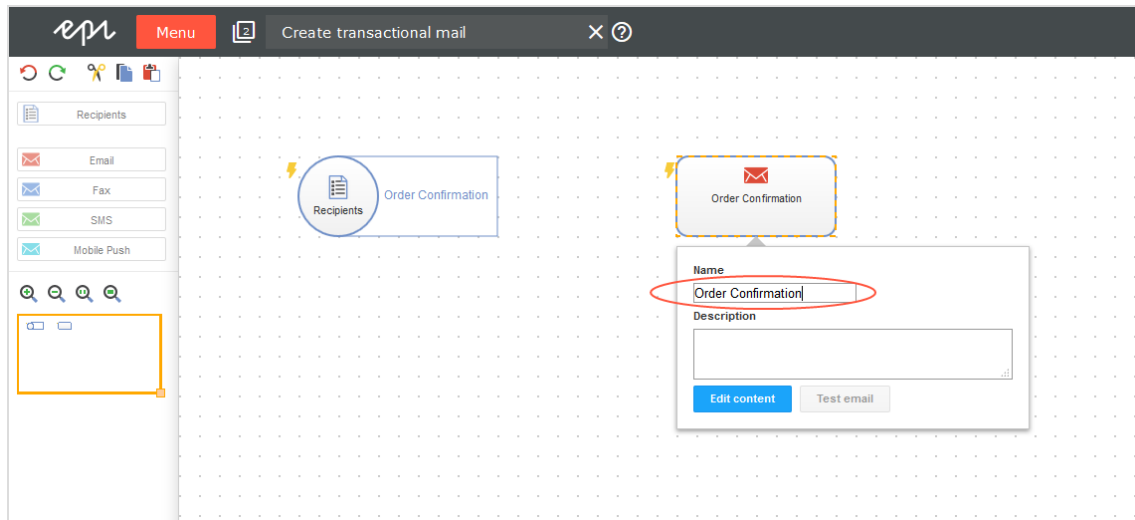 epi
Menu
2
Create transactional mail
Recipients
Email
Fax
SMS
Mobile Push
Recipients
Order Confirmation
Order Confirmation
Name
Order Confirmation
Description
Edit content
Test email